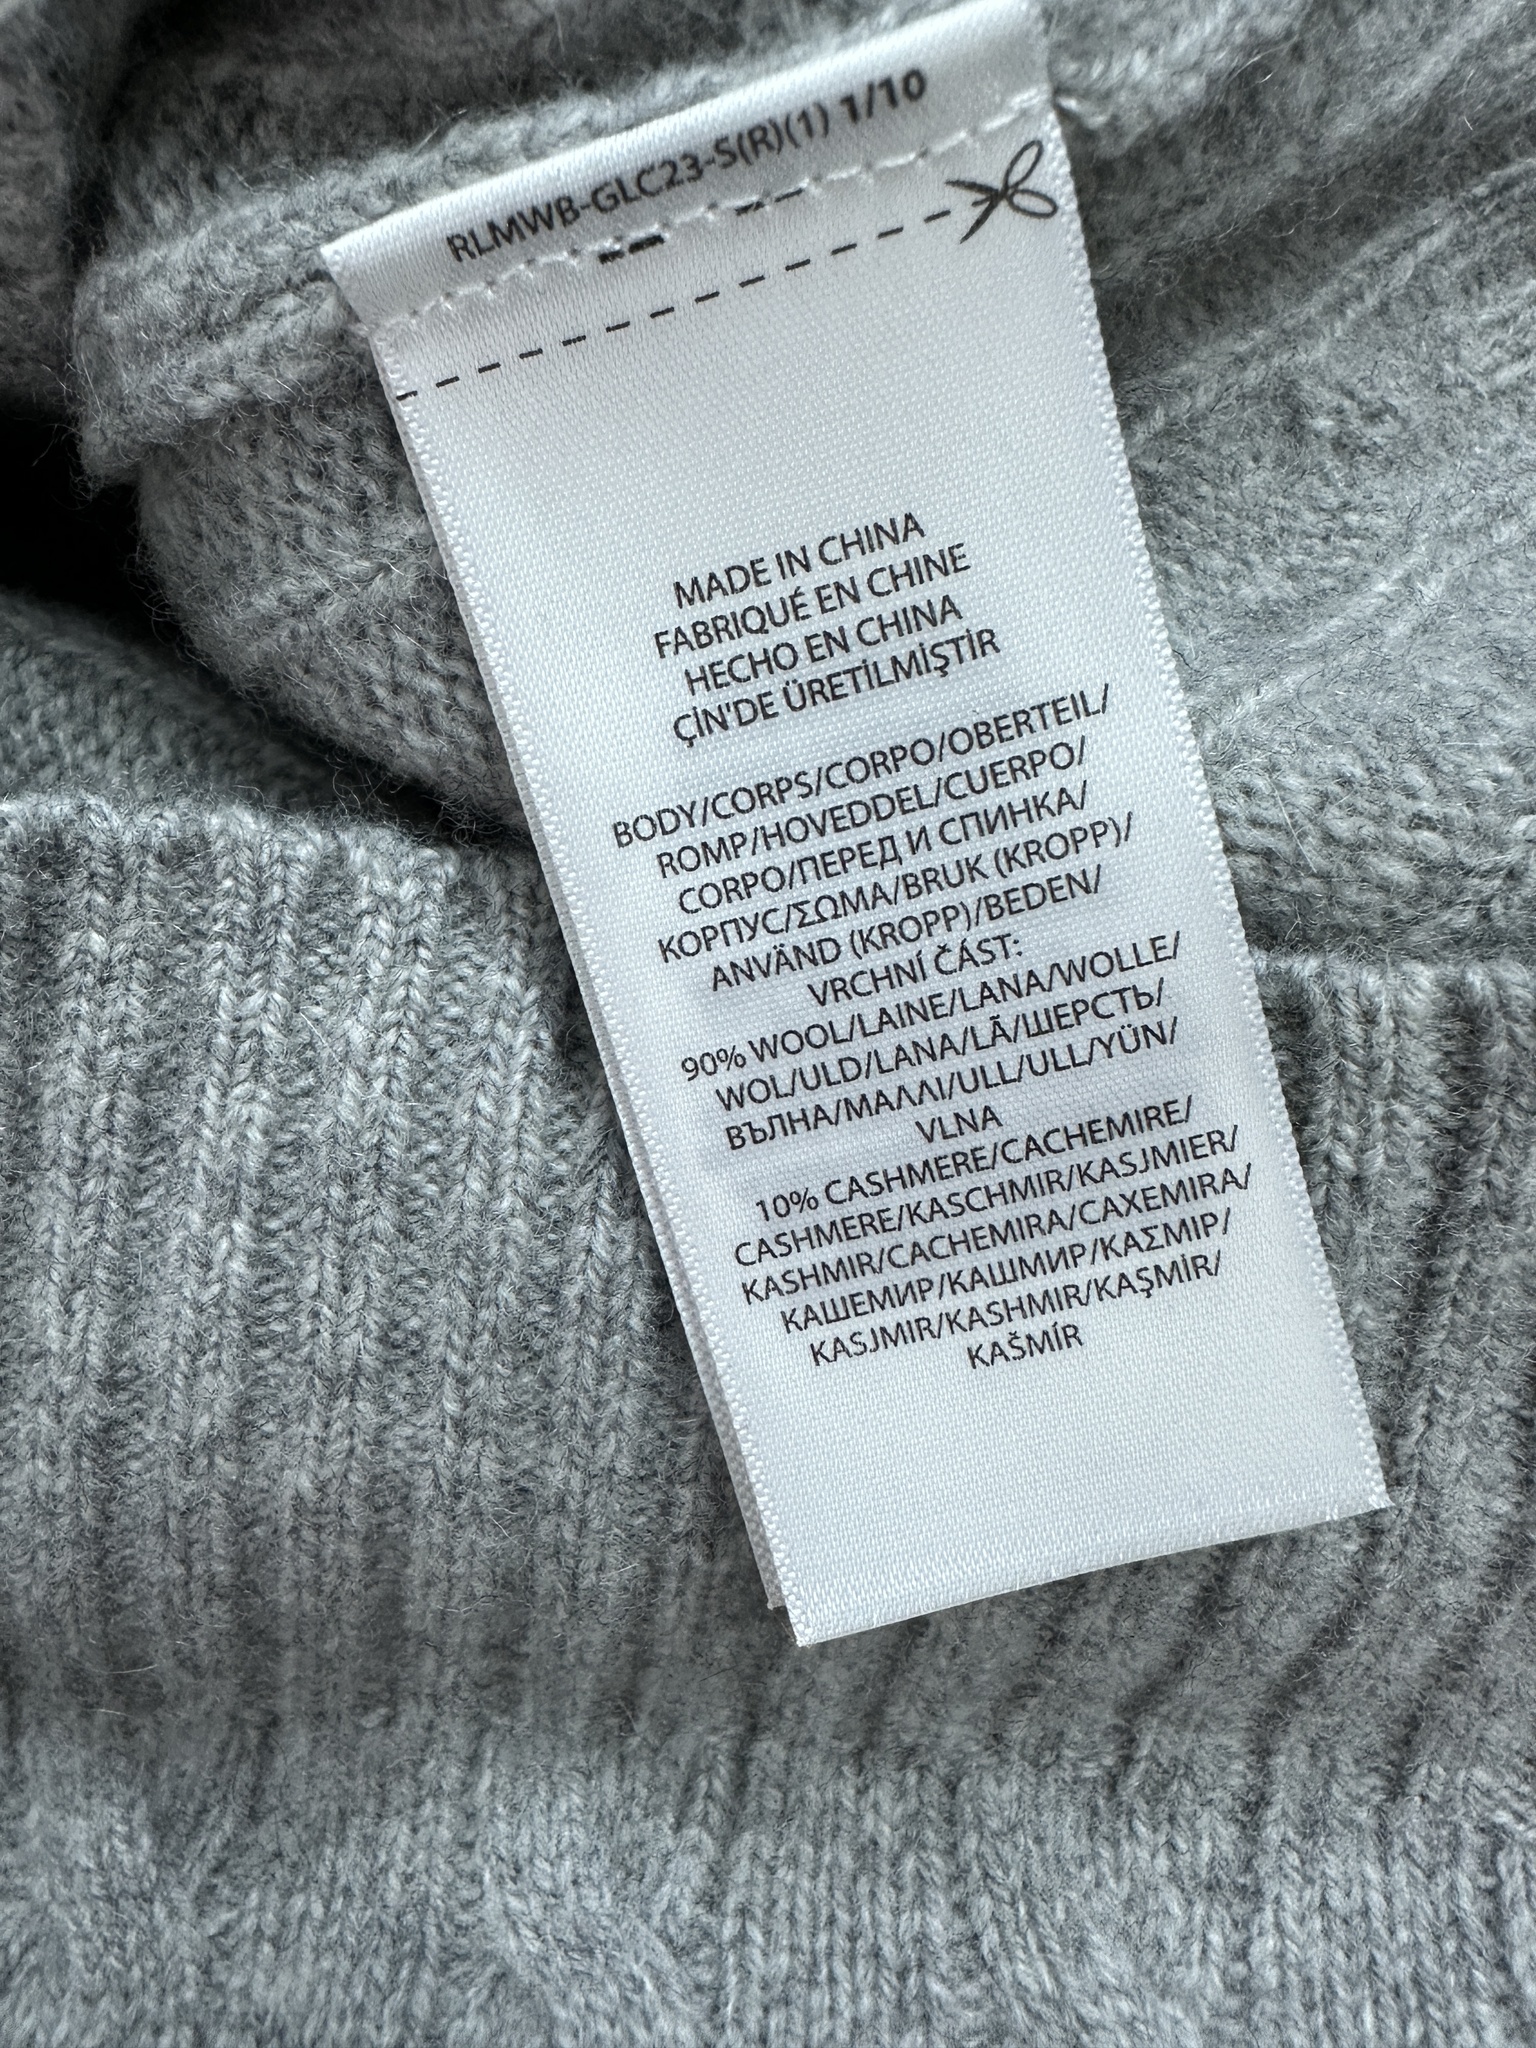 RLMWB-GLC23-S(R)(1) 1/10
MADE IN CHINA
FABRIQUÉ EN CHINE
HECHO EN CHINA
ÇİN'DE ÜRETİLMİŞTİR
BODY/CORPS/CORPO/OBERTEIL/
ROMP/HOVEDDEL/CUERPO/
CORPO/ПЕРЕД И СПИНКА/
КОРПУС/ΣΩΜΑ/BRUK (KROPP)/
ANVÄND (KROPP)/BEDEN/
VRCHNÍ ČÁST:
90% WOOL/LAINE/LANA/WOLLE/
WOL/ULD/LANA/LÃ/ШЕРСТЬ/
ВЪЛНА/ΜΑΛΛΙ/ULL/ULL/YÜN/
VLNA
10% CASHMERE/CACHEMIRE/
CASHMERE/KASCHMIR/KASJMIER/
KASHMIR/CACHEMIRA/CAXEMIRA/
КАШЕМИР/КАШМИР/ΚΑΣΜΙΡ/
KASJMIR/KASHMIR/KAŞMİR/
KAŠMÍR